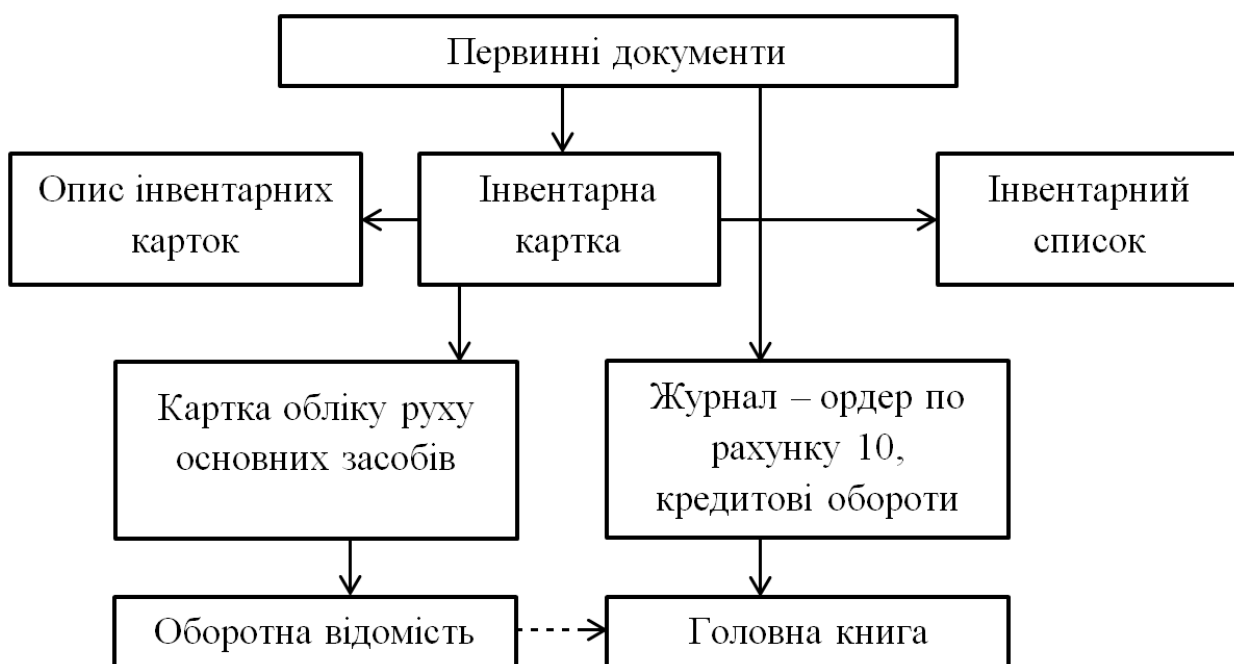 Первинні документи
Опис інвентарних
карток
Інвентарна
картка
Інвентарний
список
Картка обліку руху
основних засобів
Журнал – ордер по
рахунку 10,
кредитові обороти
Оборотна відомість
Головна книга